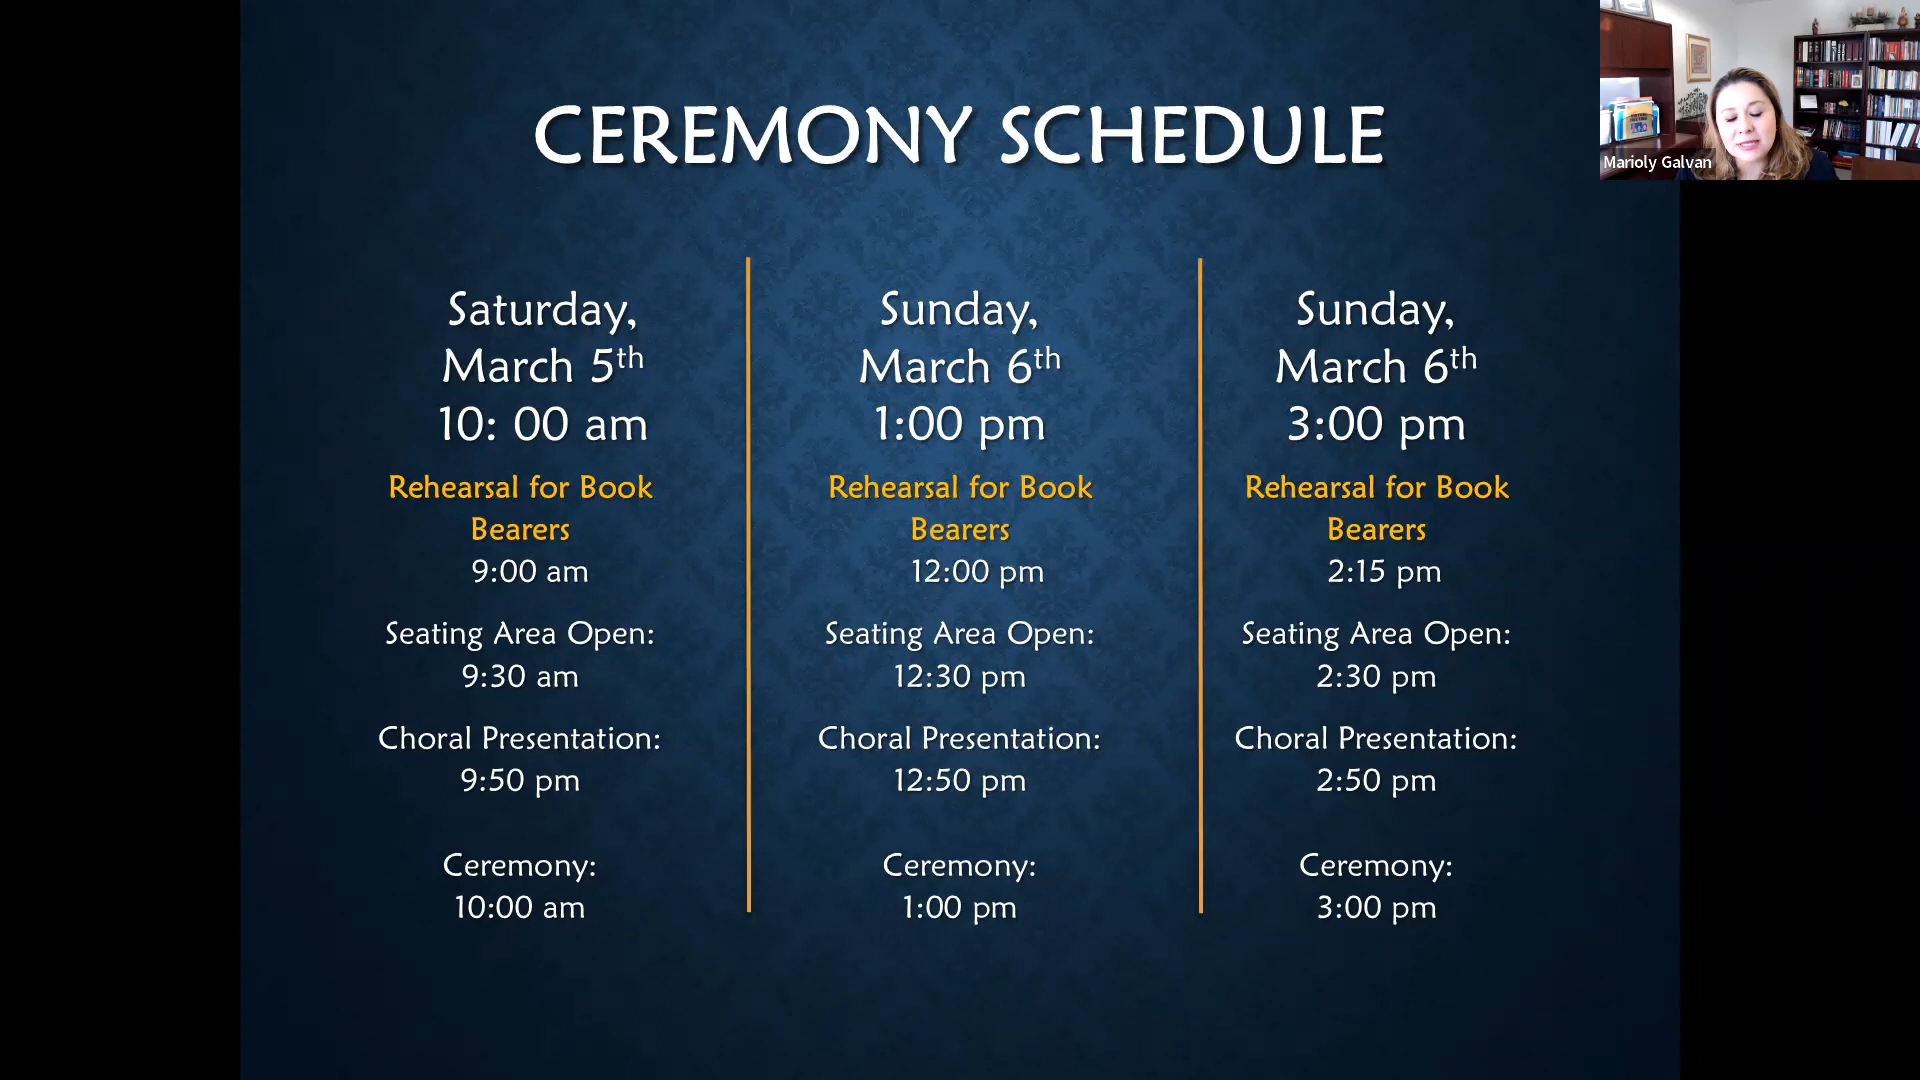 CEREMONY SCHEDULE
Marioly Galvan
Saturday,
March 5th
10: 00 am
Rehearsal for Book
Bearers
9:00 am
Seating Area Open:
9:30 am
Choral Presentation:
9:50 pm
Ceremony:
10:00 am
Sunday,
March 6th
1:00 pm
Rehearsal for Book
Bearers
12:00 pm
Seating Area Open:
12:30 pm
Choral Presentation:
12:50 pm
Ceremony:
1:00 pm
Sunday,
March 6th
3:00 pm
Rehearsal for Book
Bearers
2:15 pm
Seating Area Open:
2:30 pm
Choral Presentation:
2:50 pm
Ceremony:
3:00 pm